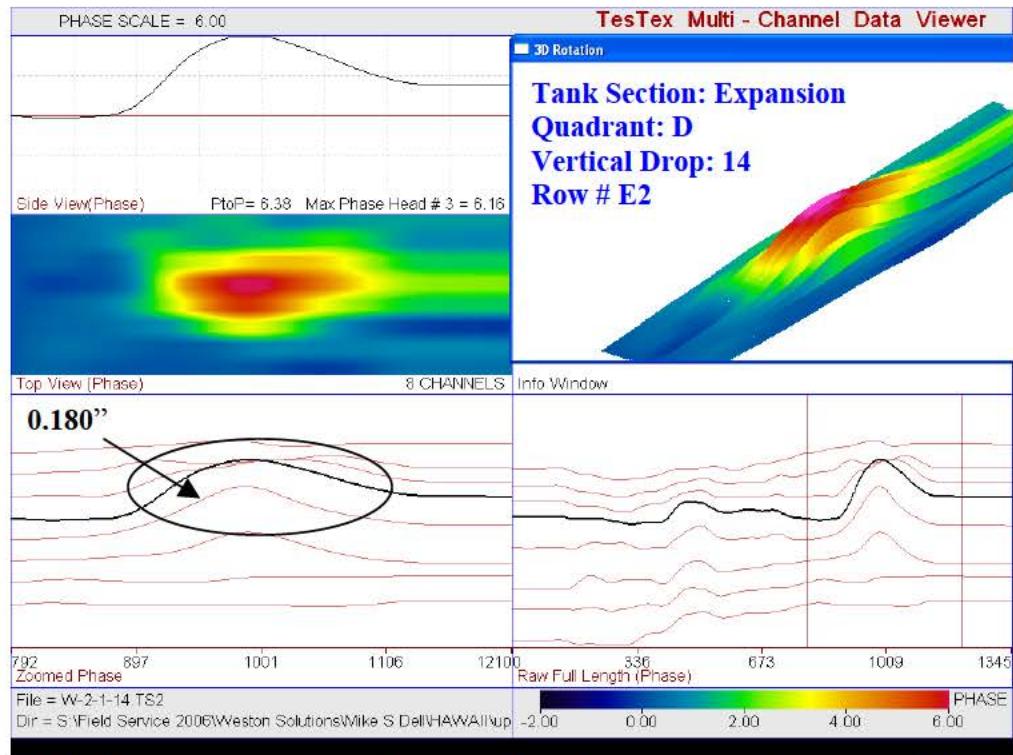 PHASE SCALE = 6.00
TesTex Multi - Channel Data Viewer
3D Rotation
Tank Section: Expansion
Quadrant: D
Vertical Drop: 14
Row # E2
Side View(Phase) PtoP= 6.38 Max Phase Head # 3 = 6.16
Top View (Phase) 8 CHANNELS
Info Window
0.180”
792 897 1001 1106 1210
Zoomed Phase
0 336 673 1009 1345
Raw Full Length (Phase)
File = W-2-1-14.TS2
Dir = S:\Field Service 2006\Weston Solutions\Mike S Dell\HAWAII\up
PHASE
-2.00 0.00 2.00 4.00 6.00